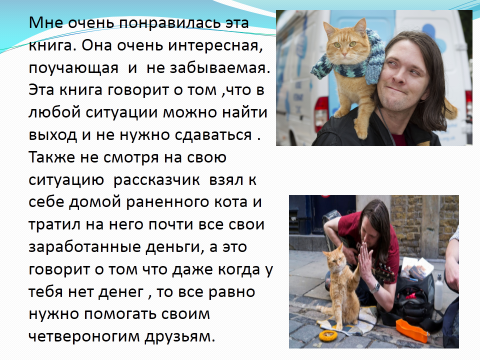 Мне очень понравилась эта
книга. Она очень интересная,
поучающая  и  не забываемая.
Эта книга говорит о том ,что в
любой ситуации можно найти
выход и не нужно сдаваться .
Также не смотря на свою
ситуацию  рассказчик  взял к
себе домой раненного кота и
тратил на него почти все свои
заработанные деньги, а это
говорит о том что даже когда у
тебя нет денег , то все равно
нужно помогать своим
четвероногим друзьям.